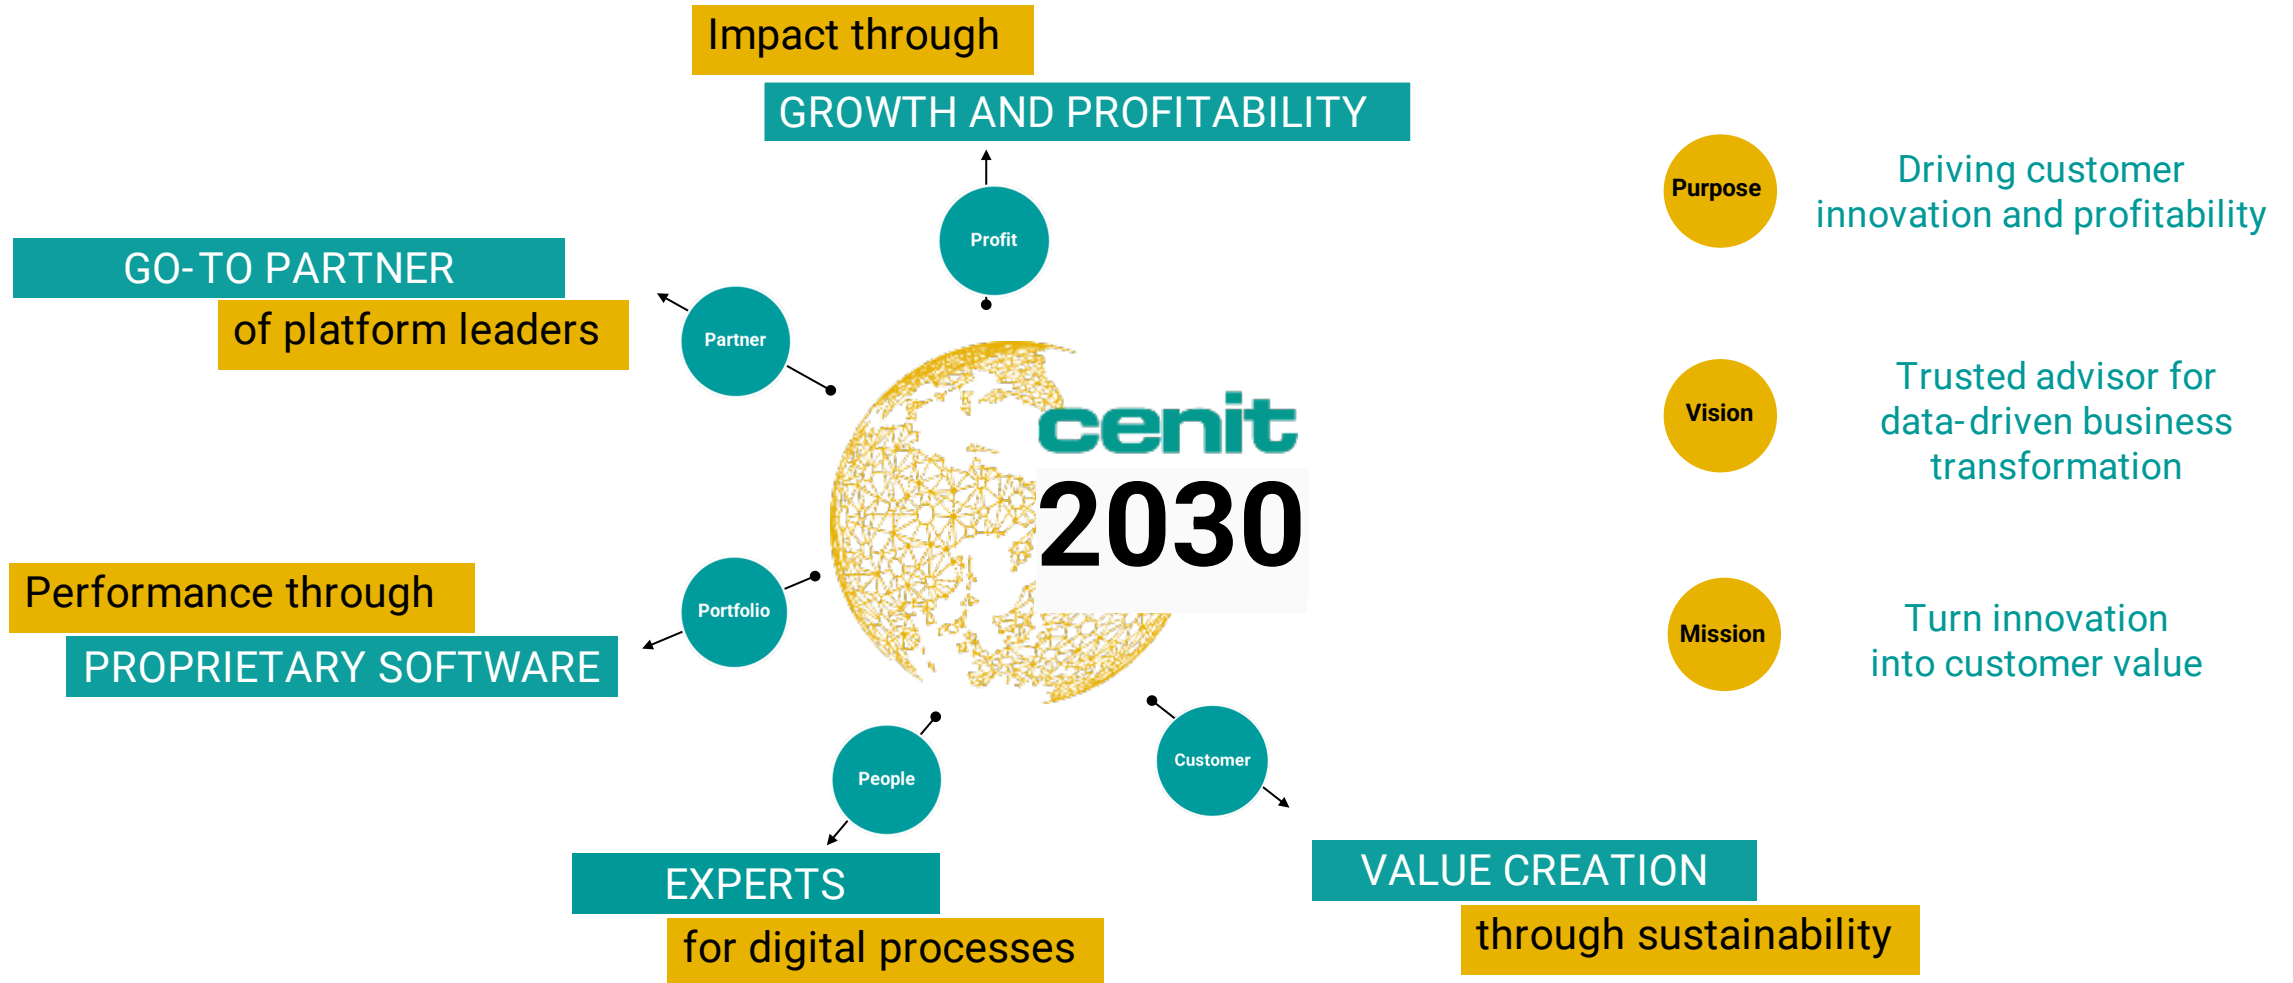 Impact through
GROWTH AND PROFITABILITY
Profit
GO-TO PARTNER
of platform leaders
Partner
cenit
2030
Performance through
PROPRIETARY SOFTWARE
Portfolio
People
EXPERTS
for digital processes
Customer
VALUE CREATION
through sustainability
Purpose
Driving customer
innovation and profitability
Vision
Trusted advisor for
data-driven business
transformation
Mission
Turn innovation
into customer value